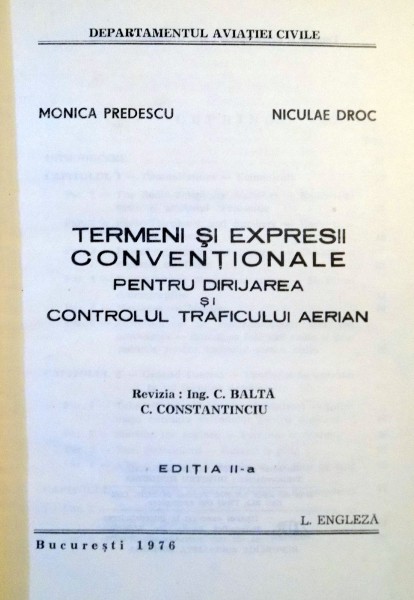 DEPARTAMENTUL AVIAȚIEI CIVILE
MONICA PREDESCU NICULAE DROC
TERMENI ȘI EXPRESII
CONVENȚIONALE
PENTRU DIRIJAREA
ȘI
CONTROLUL TRAFICULUI AERIAN
Revizia : Ing. C. BALTĂ
C. CONSTANTINCIU
EDIȚIA II-a
L. ENGLEZĂ
București 1976